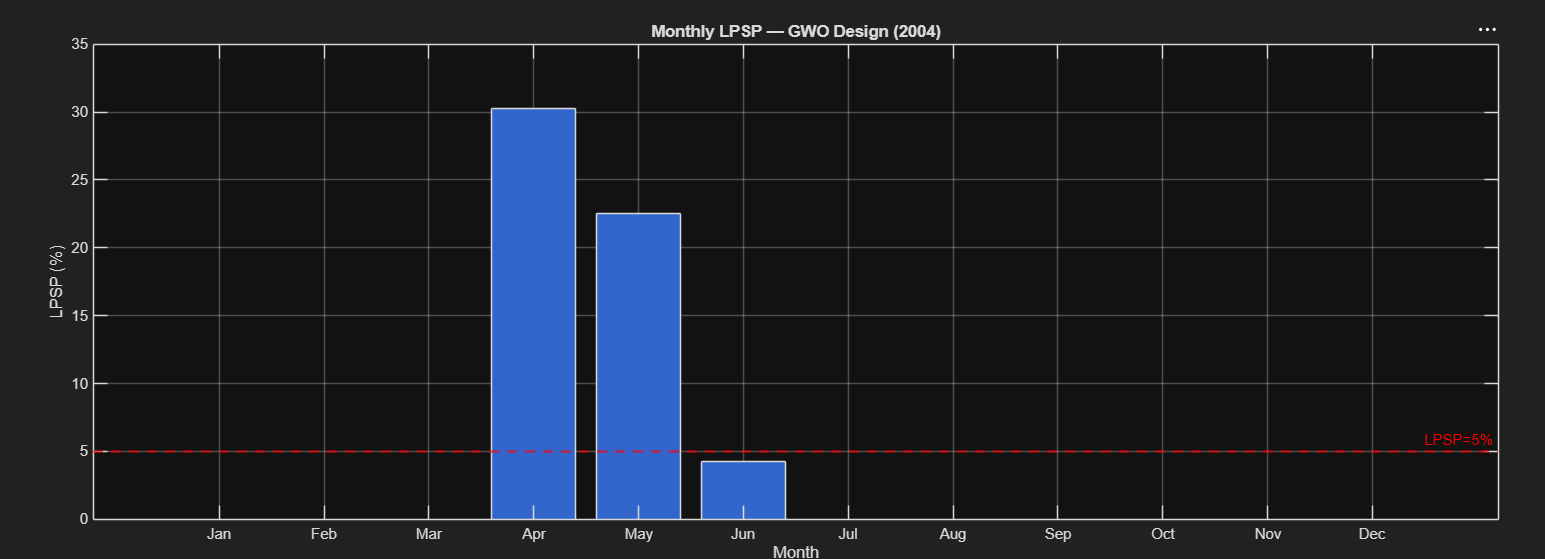 Monthly LPSP — GWO Design (2004)
...
35
30
25
20
15
10
5
0
LPSP (%)
LPSP=5%
Jan Feb Mar Apr May Jun Jul Aug Sep Oct Nov Dec
Month